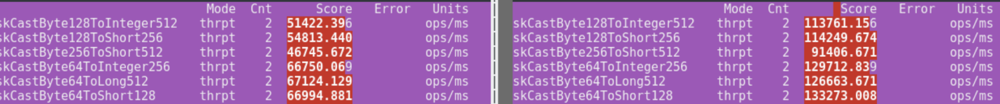 Mode Cnt Score Error Units
skCastByte128ToInteger512 thrpt 2 51422.396 ops/ms
skCastByte128ToShort256 thrpt 2 54813.440 ops/ms
skCastByte256ToShort512 thrpt 2 46745.672 ops/ms
skCastByte64ToInteger256 thrpt 2 66750.069 ops/ms
skCastByte64ToLong512 thrpt 2 67124.129 ops/ms
skCastByte64ToShort128 thrpt 2 66994.881 ops/ms
Mode Cnt Score Error Units
skCastByte128ToInteger512 thrpt 2 113761.156 ops/ms
skCastByte128ToShort256 thrpt 2 114249.674 ops/ms
skCastByte256ToShort512 thrpt 2 91406.671 ops/ms
skCastByte64ToInteger256 thrpt 2 129712.839 ops/ms
skCastByte64ToLong512 thrpt 2 126663.671 ops/ms
skCastByte64ToShort128 thrpt 2 133273.008 ops/ms